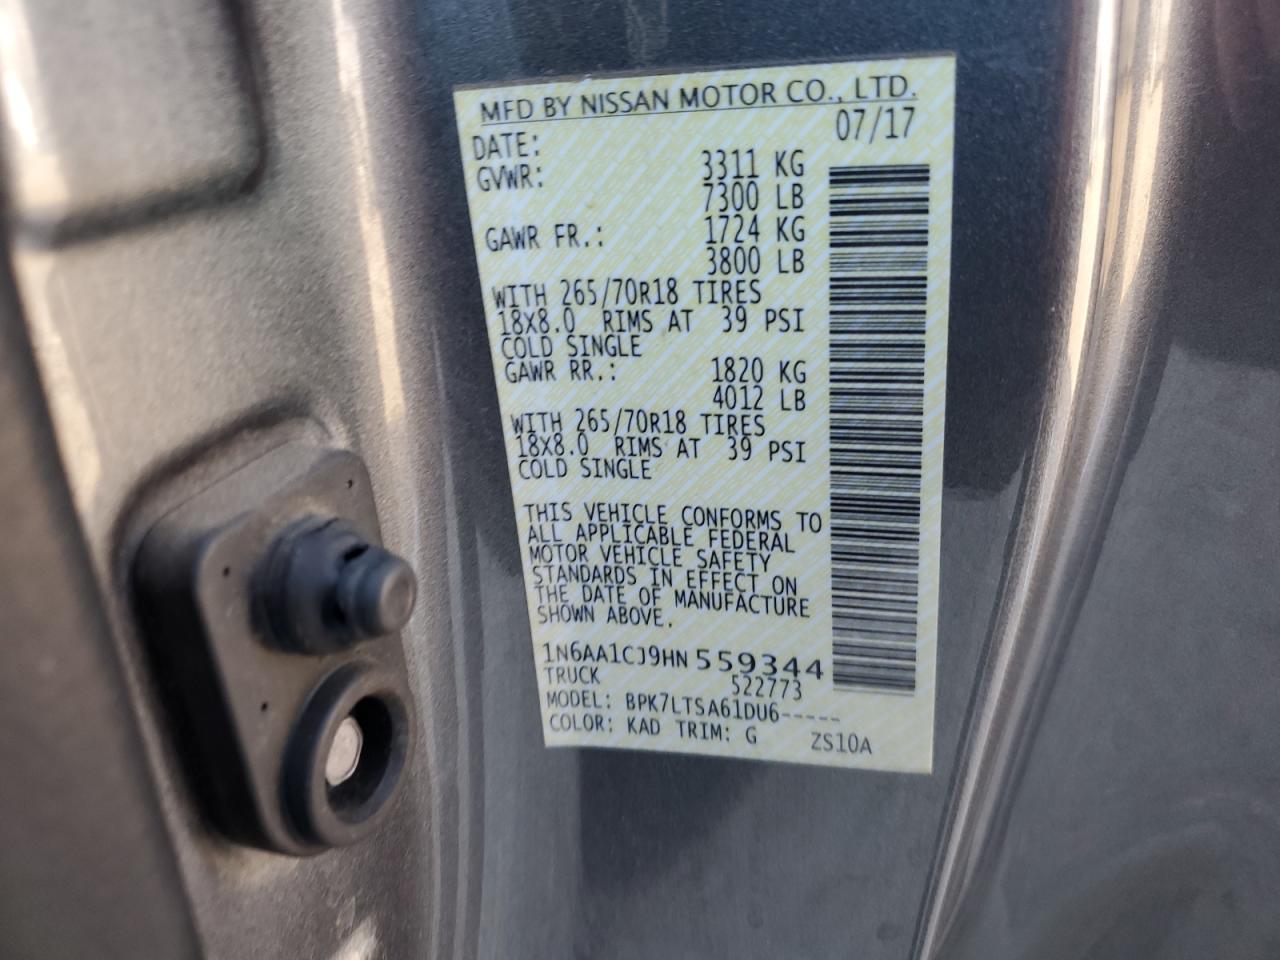 MFD BY NISSAN MOTOR CO., LTD.
DATE: 07/17
GVWR: 3311 KG
7300 LB
GAWR FR.: 1724 KG
3800 LB
WITH 265/70R18 TIRES
18X8.0 RIMS AT 39 PSI
COLD SINGLE
GAWR RR.: 1820 KG
4012 LB
WITH 265/70R18 TIRES
18X8.0 RIMS AT 39 PSI
COLD SINGLE
THIS VEHICLE CONFORMS TO
ALL APPLICABLE FEDERAL
MOTOR VEHICLE SAFETY
STANDARDS IN EFFECT ON
THE DATE OF MANUFACTURE
SHOWN ABOVE.
1N6AA1CJ9HN 559344
TRUCK 522773
MODEL: BPK7LTSA61DU6-----
COLOR: KAD TRIM: G ZS10A